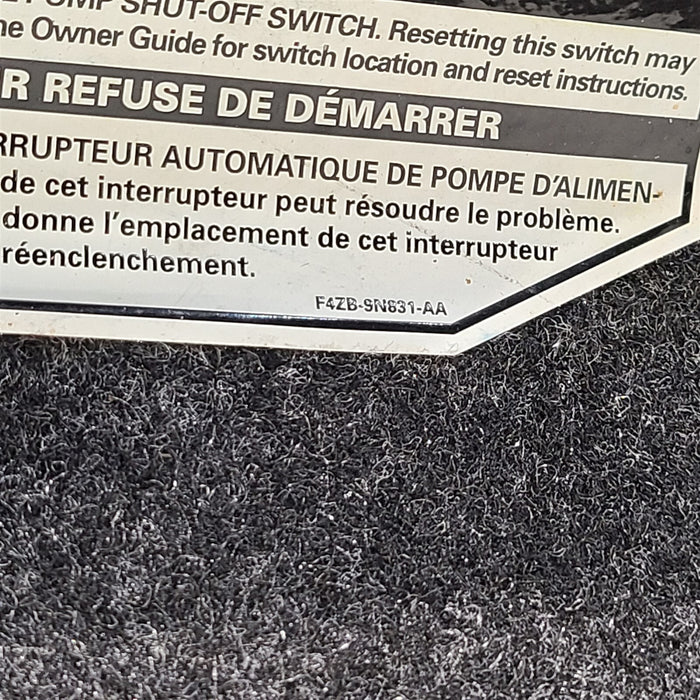 PUMP SHUT-OFF SWITCH. Resetting this switch may
Owner Guide for switch location and reset instructions.
R REFUSE DE DÉMARRER
RRUPTEUR AUTOMATIQUE DE POMPE D'ALIMEN-
de cet interrupteur peut résoudre le problème.
donne l'emplacement de cet interrupteur
réenclenchement.
F4ZB-9N831-AA